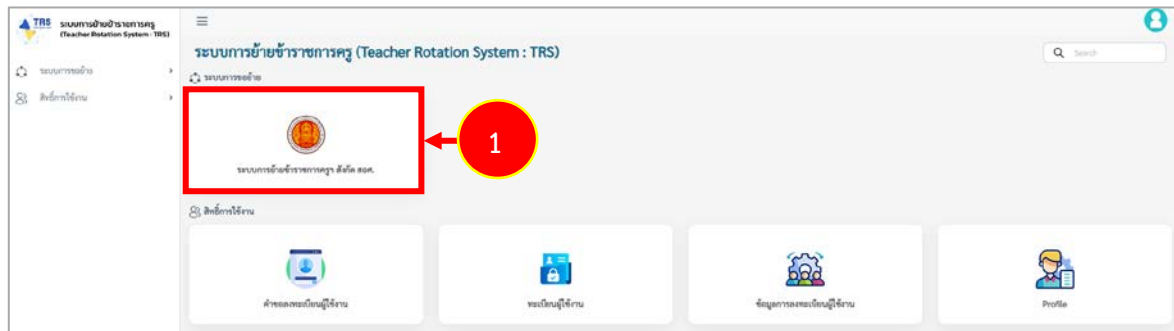 TRS ระบบการย้ายข้าราชการครู
(Teacher Rotation System : TRS)
ระบบการย้ายข้าราชการครู (Teacher Rotation System : TRS)
Search
ระบบการขอย้าย
สิทธิ์การใช้งาน
ระบบการขอย้าย
1
ระบบการย้ายข้าราชการครูฯ สังกัด สอศ.
สิทธิ์การใช้งาน
คำขอลงทะเบียนผู้ใช้งาน
ทะเบียนผู้ใช้งาน
ข้อมูลการลงทะเบียนผู้ใช้งาน
Profile